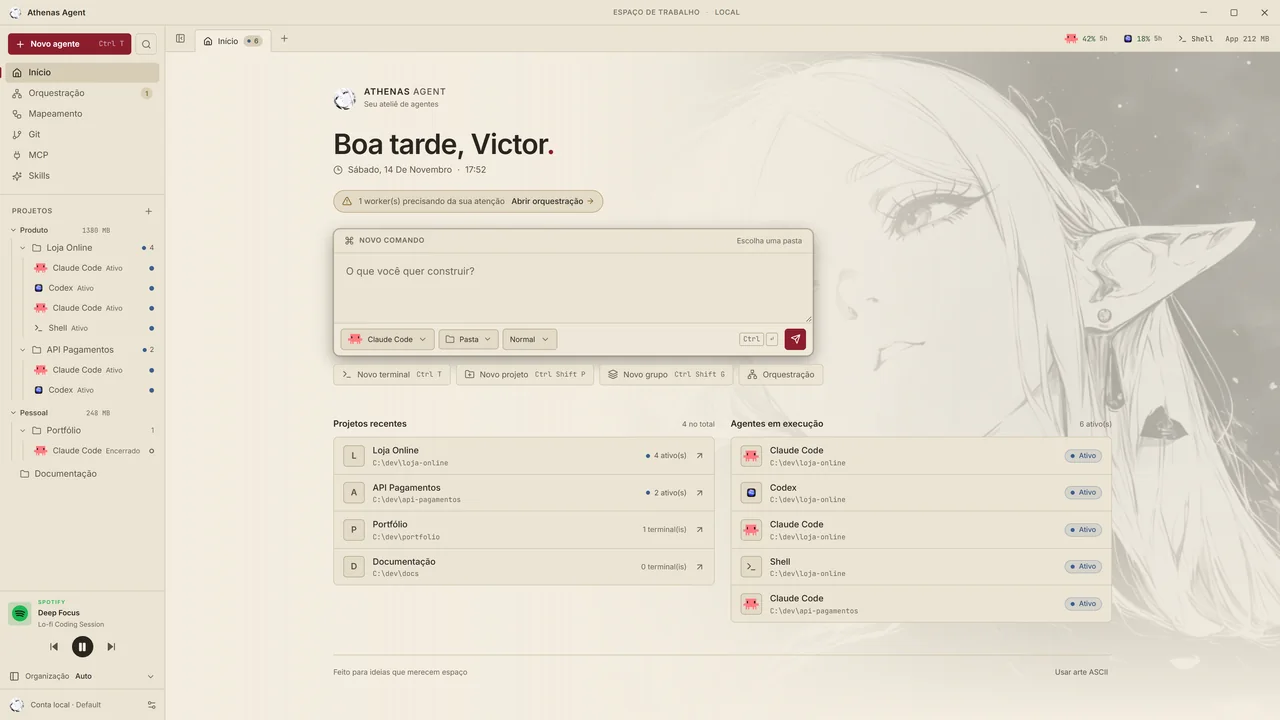 Athenas Agent
ESPAÇO DE TRABALHO · LOCAL
Novo agente Ctrl T
Início 6
42% 5h
18% 5h
Shell
App 212 MB
Início
Orquestração 1
Mapeamento
Git
MCP
Skills
PROJETOS
Produto 1380 MB
Loja Online 4
Claude Code Ativo
Codex Ativo
Claude Code Ativo
Shell Ativo
API Pagamentos 2
Claude Code Ativo
Codex Ativo
Pessoal 248 MB
Portfólio 1
Claude Code Encerrado
Documentação
SPOTIFY
Deep Focus
Lo-fi Coding Session
Organização Auto
Conta local · Default
ATHENAS AGENT
Seu ateliê de agentes
Boa tarde, Victor.
Sábado, 14 De Novembro · 17:52
1 worker(s) precisando da sua atenção Abrir orquestração
NOVO COMANDO Escolha uma pasta
O que você quer construir?
Claude Code Pasta Normal Ctrl
Novo terminal Ctrl T
Novo projeto Ctrl Shift P
Novo grupo Ctrl Shift G
Orquestração
Projetos recentes 4 no total
L Loja Online
C:\dev\loja-online
4 ativo(s)
A API Pagamentos
C:\dev\api-pagamentos
2 ativo(s)
P Portfólio
C:\dev\portfolio
1 terminal(is)
D Documentação
C:\dev\docs
0 terminal(is)
Agentes em execução 6 ativo(s)
Claude Code
C:\dev\loja-online
Ativo
Codex
C:\dev\loja-online
Ativo
Claude Code
C:\dev\loja-online
Ativo
Shell
C:\dev\loja-online
Ativo
Claude Code
C:\dev\api-pagamentos
Ativo
Feito para ideias que merecem espaço
Usar arte ASCII